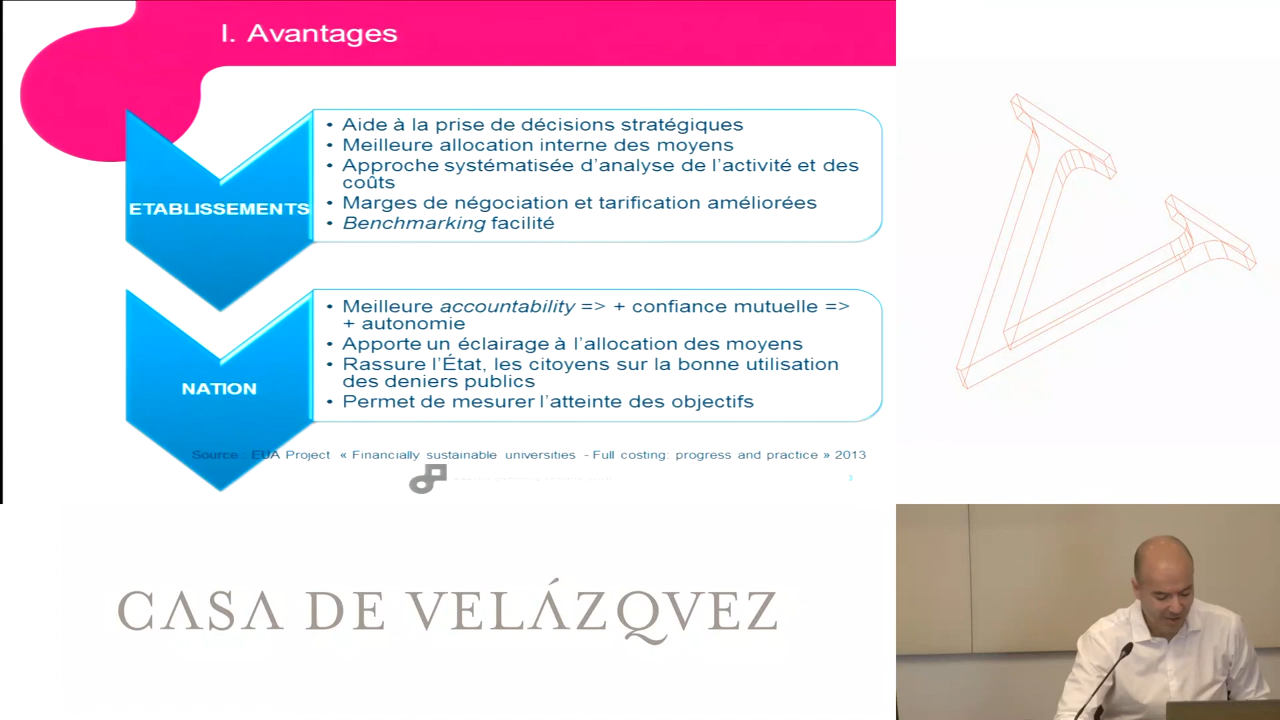 I. Avantages
ETABLISSEMENTS
• Aide à la prise de décisions stratégiques
• Meilleure allocation interne des moyens
• Approche systématisée d’analyse de l’activité et des
coûts
• Marges de négociation et tarification améliorées
• Benchmarking facilité
NATION
• Meilleure accountability => + confiance mutuelle =>
+ autonomie
• Apporte un éclairage à l’allocation des moyens
• Rassure l’État, les citoyens sur la bonne utilisation
des deniers publics
• Permet de mesurer l’atteinte des objectifs
Source : EUA Project « Financially sustainable universities - Full costing: progress and practice » 2013
3
CASA DE VELÁZQVEZ